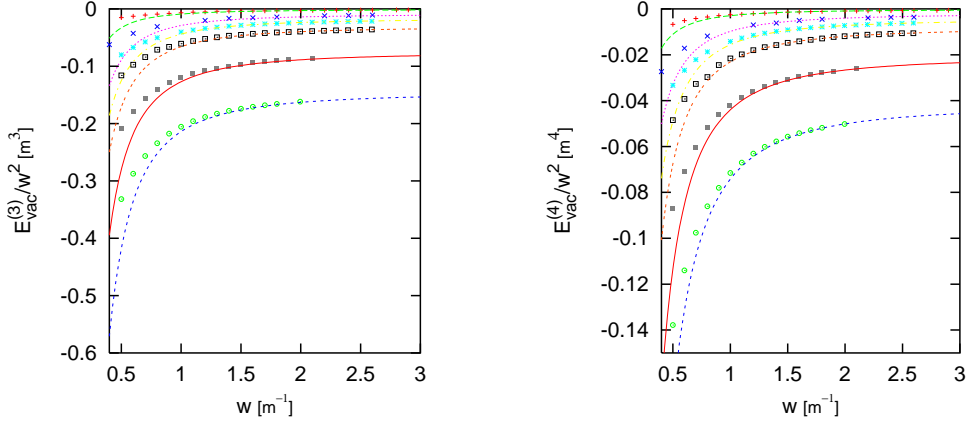 0
-0.1
-0.2
-0.3
-0.4
-0.5
-0.6
0.5 1 1.5 2 2.5 3
w [m⁻¹]
E_vac^(3)/w² [m³]
0
-0.02
-0.04
-0.06
-0.08
-0.1
-0.12
-0.14
0.5 1 1.5 2 2.5 3
w [m⁻¹]
E_vac^(4)/w² [m⁴]